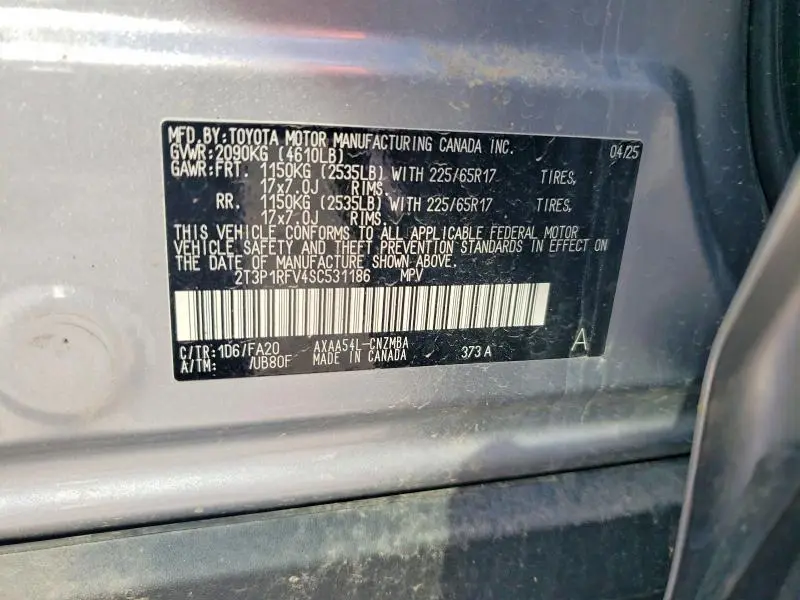 MFD.BY:TOYOTA MOTOR MANUFACTURING CANADA INC. 04/25
GVWR:2090KG (4610LB)
GAWR:FRT. 1150KG (2535LB) WITH 225/65R17 TIRES,
17x7.0J RIMS.
RR. 1150KG (2535LB) WITH 225/65R17 TIRES,
17x7.0J RIMS.
THIS VEHICLE CONFORMS TO ALL APPLICABLE FEDERAL MOTOR
VEHICLE SAFETY AND THEFT PREVENTION STANDARDS IN EFFECT ON
THE DATE OF MANUFACTURE SHOWN ABOVE.
2T3P1RFV4SC531186 MPV
C/TR:1D6/FA20 AXAA54L-CNZMBA 373A A
A/TM: /UB80F MADE IN CANADA